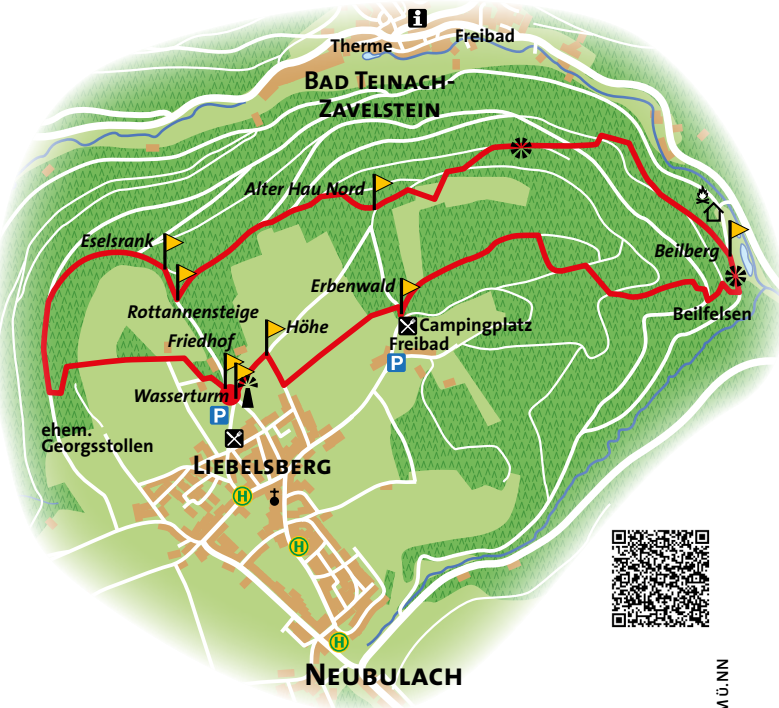 i
Therme
Freibad
BAD TEINACH-
ZAVELSTEIN
Alter Hau Nord
Eselsrank
Beilberg
Erbenwald
Rottannensteige
Beilfelsen
Höhe
Campingplatz
Friedhof
Freibad
P
Wasserturm
P
ehem.
Georgsstollen
LIEBELSBERG
H
H
H
NEUBULACH
M Ü.NN